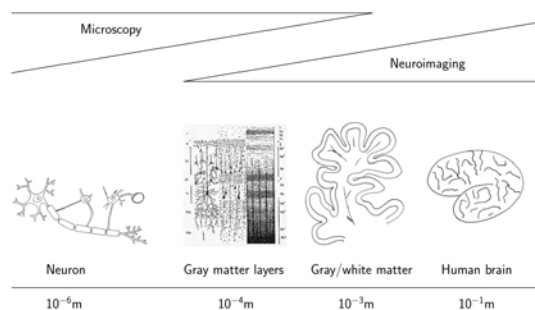 Microscopy
Neuroimaging
Neuron
Gray matter layers
Gray/white matter
Human brain
10⁻⁶m
10⁻⁴m
10⁻³m
10⁻¹m